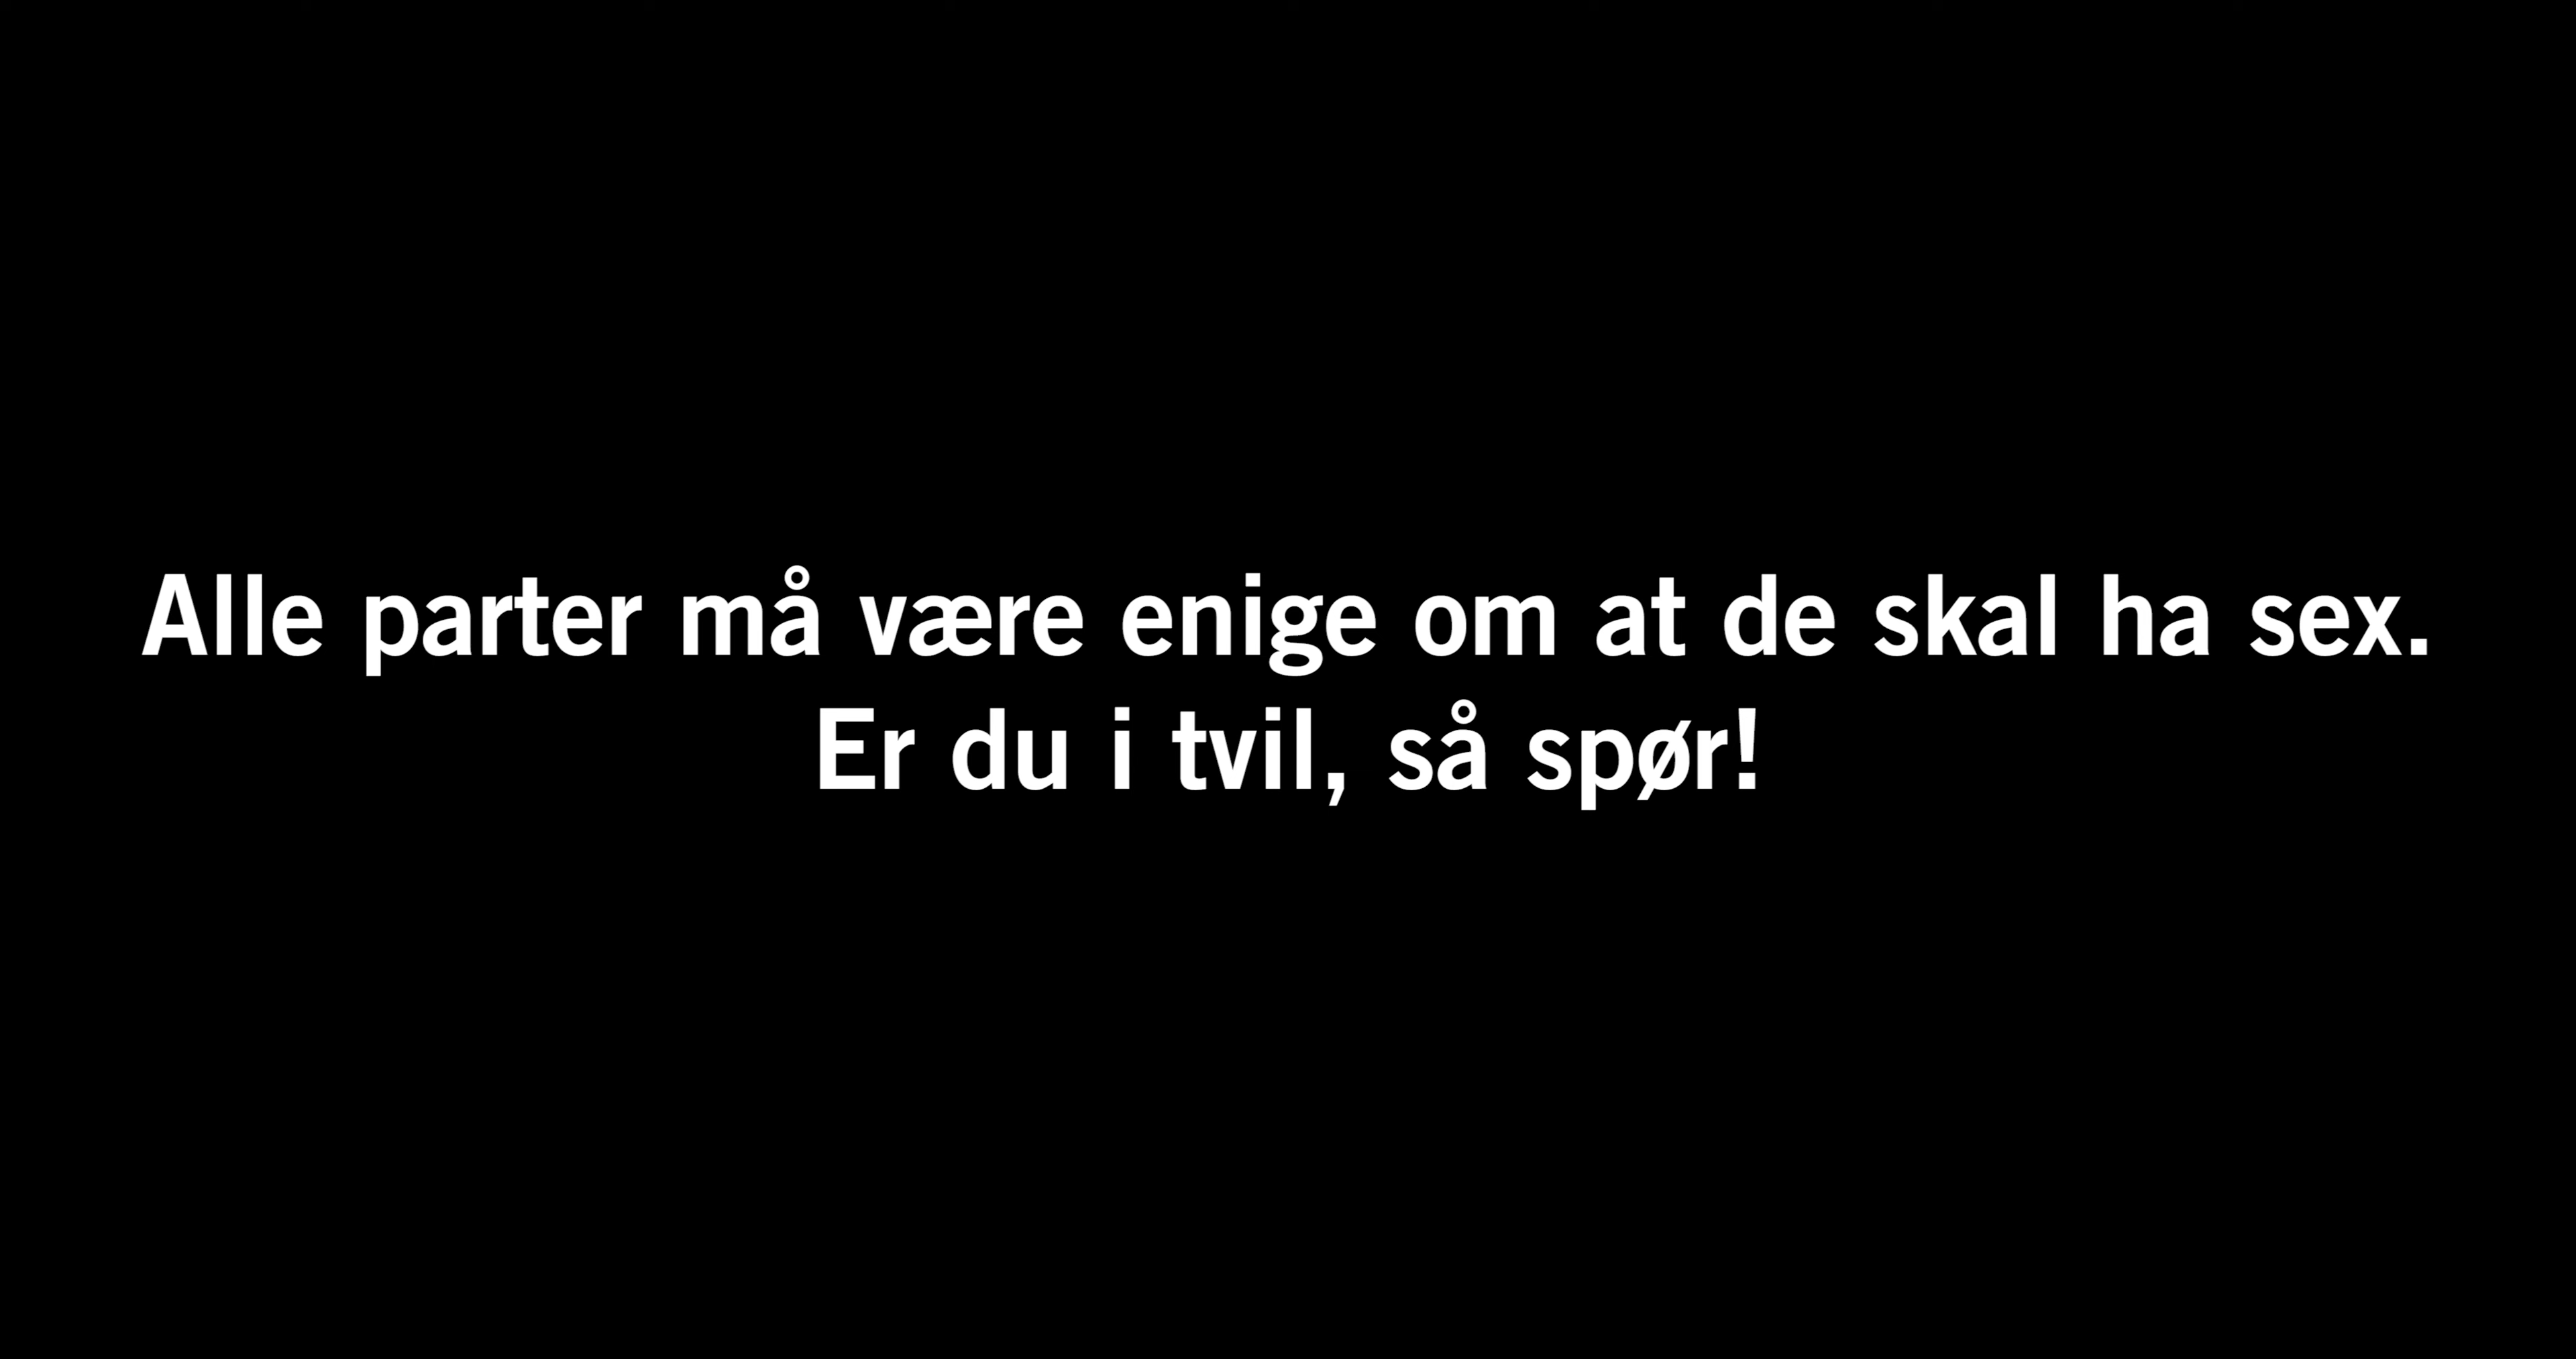 Alle parter må være enige om at de skal ha sex.
Er du i tvil, så spør!